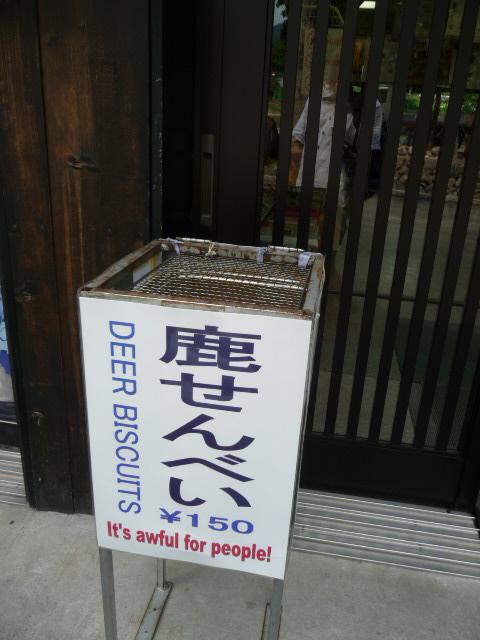 鹿せんべい
DEER BISCUITS
¥150
It's awful for people!